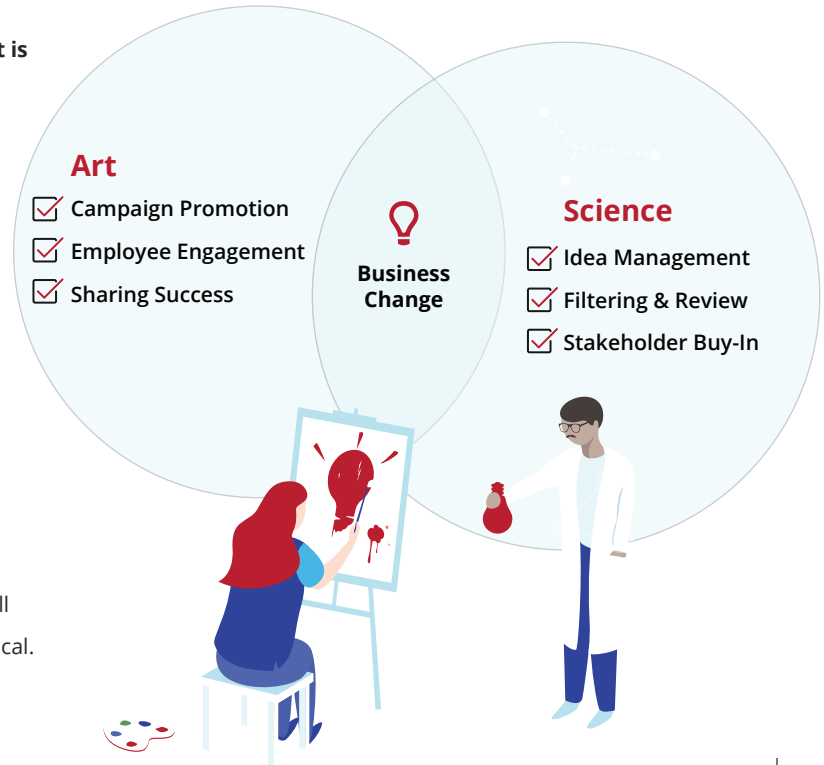 t is
Art
Campaign Promotion
Employee Engagement
Sharing Success
Business
Change
Science
Idea Management
Filtering & Review
Stakeholder Buy-In
ll
cal.